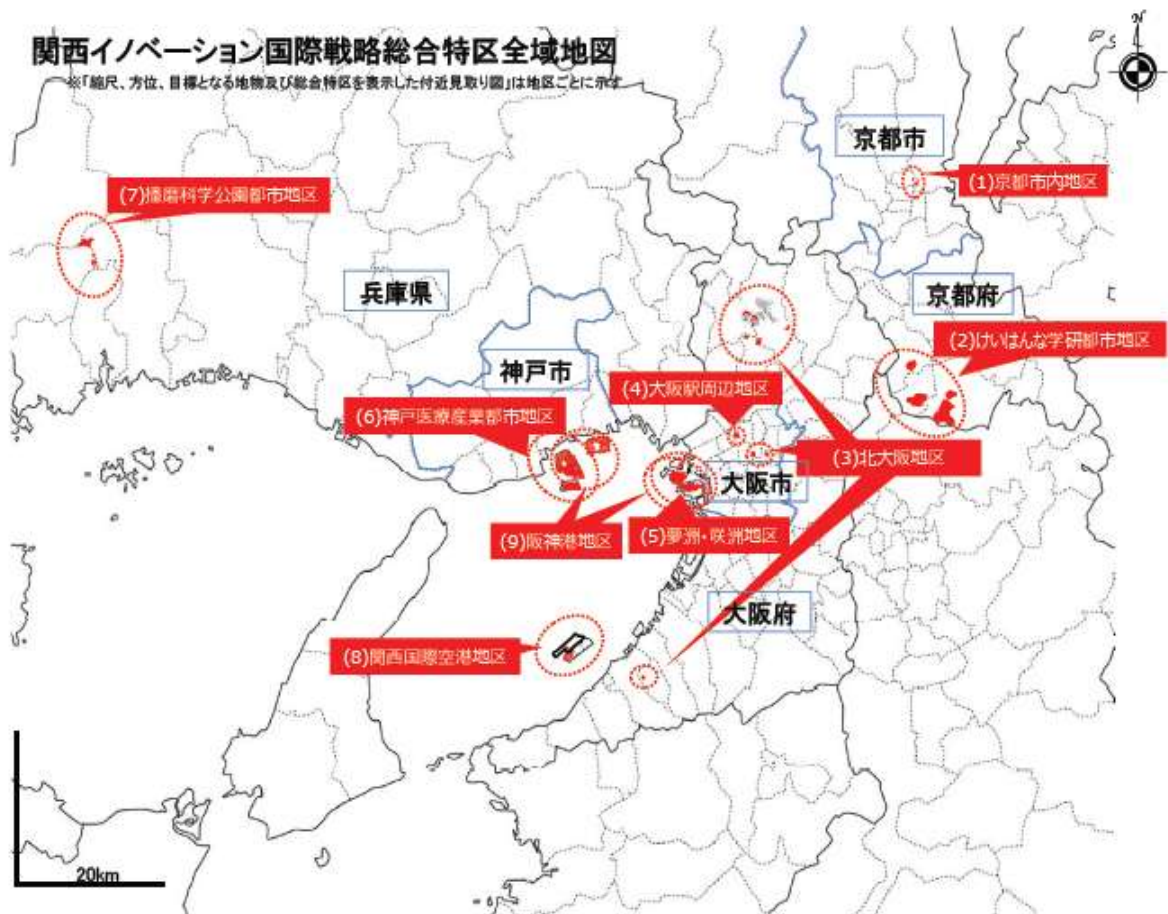 関西イノベーション国際戦略総合特区全域地図
※「縮尺、方位、目標となる地物及び総合特区を表示した付近見取り図」は地区ごとに示す
N
京都市
(1)京都市内地区
(7)播磨科学公園都市地区
兵庫県
京都府
(2)けいはんな学研都市地区
神戸市
(4)大阪駅周辺地区
(6)神戸医療産業都市地区
(3)北大阪地区
大阪市
(9)阪神港地区
(5)夢洲・咲洲地区
大阪府
(8)関西国際空港地区
20km